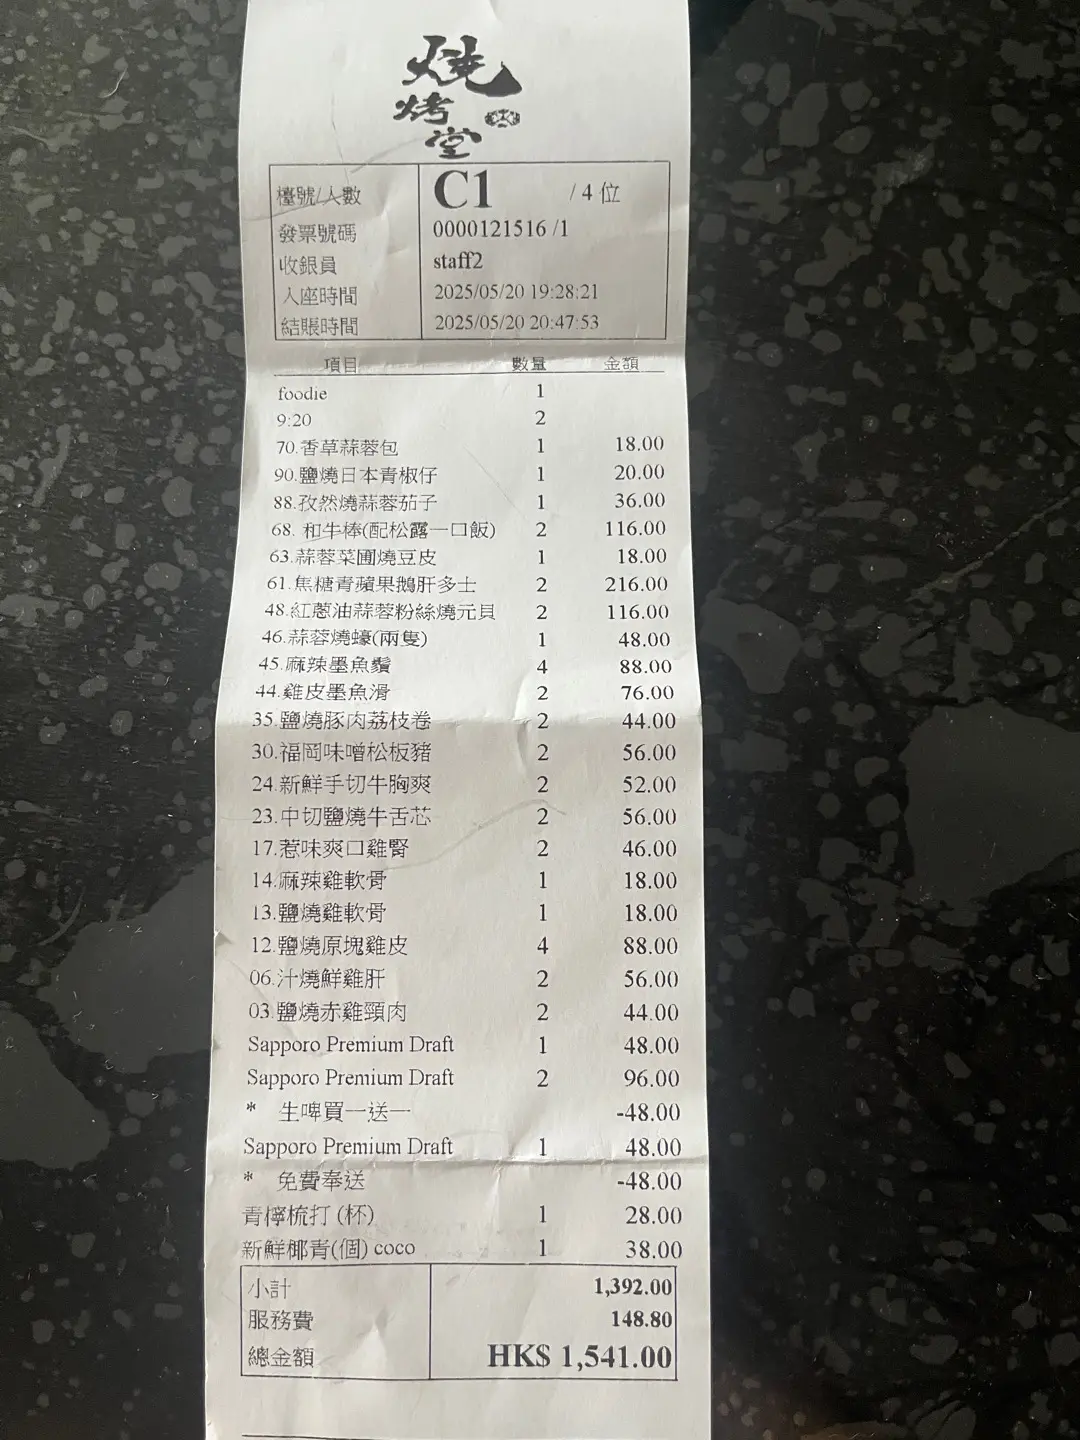 燒
烤
堂
檯號/人數 C1 / 4 位
發票號碼 0000121516 /1
收銀員 staff2
入座時間 2025/05/20 19:28:21
結賬時間 2025/05/20 20:47:53
項目 數量 金額
foodie 1
9:20 2
70.香草蒜蓉包 1 18.00
90.鹽燒日本青椒仔 1 20.00
88.孜然燒蒜蓉茄子 1 36.00
68. 和牛棒(配松露一口飯) 2 116.00
63.蒜蓉菜圃燒豆皮 1 18.00
61.焦糖青蘋果鵝肝多士 2 216.00
48.紅蔥油蒜蓉粉絲燒元貝 2 116.00
46.蒜蓉燒蠔(兩隻) 1 48.00
45.麻辣墨魚鬚 4 88.00
44.雞皮墨魚滑 2 76.00
35.鹽燒豚肉荔枝卷 2 44.00
30.福岡味噌松板豬 2 56.00
24.新鮮手切牛胸爽 2 52.00
23.中切鹽燒牛舌芯 2 56.00
17.惹味爽口雞腎 2 46.00
14.麻辣雞軟骨 1 18.00
13.鹽燒雞軟骨 1 18.00
12.鹽燒原塊雞皮 4 88.00
06.汁燒鮮雞肝 2 56.00
03.鹽燒赤雞頸肉 2 44.00
Sapporo Premium Draft 1 48.00
Sapporo Premium Draft 2 96.00
* 生啤買一送一 -48.00
Sapporo Premium Draft 1 48.00
* 免費奉送 -48.00
青檸梳打 (杯) 1 28.00
新鮮椰青(個) coco 1 38.00
小計 1,392.00
服務費 148.80
總金額 HK$ 1,541.00